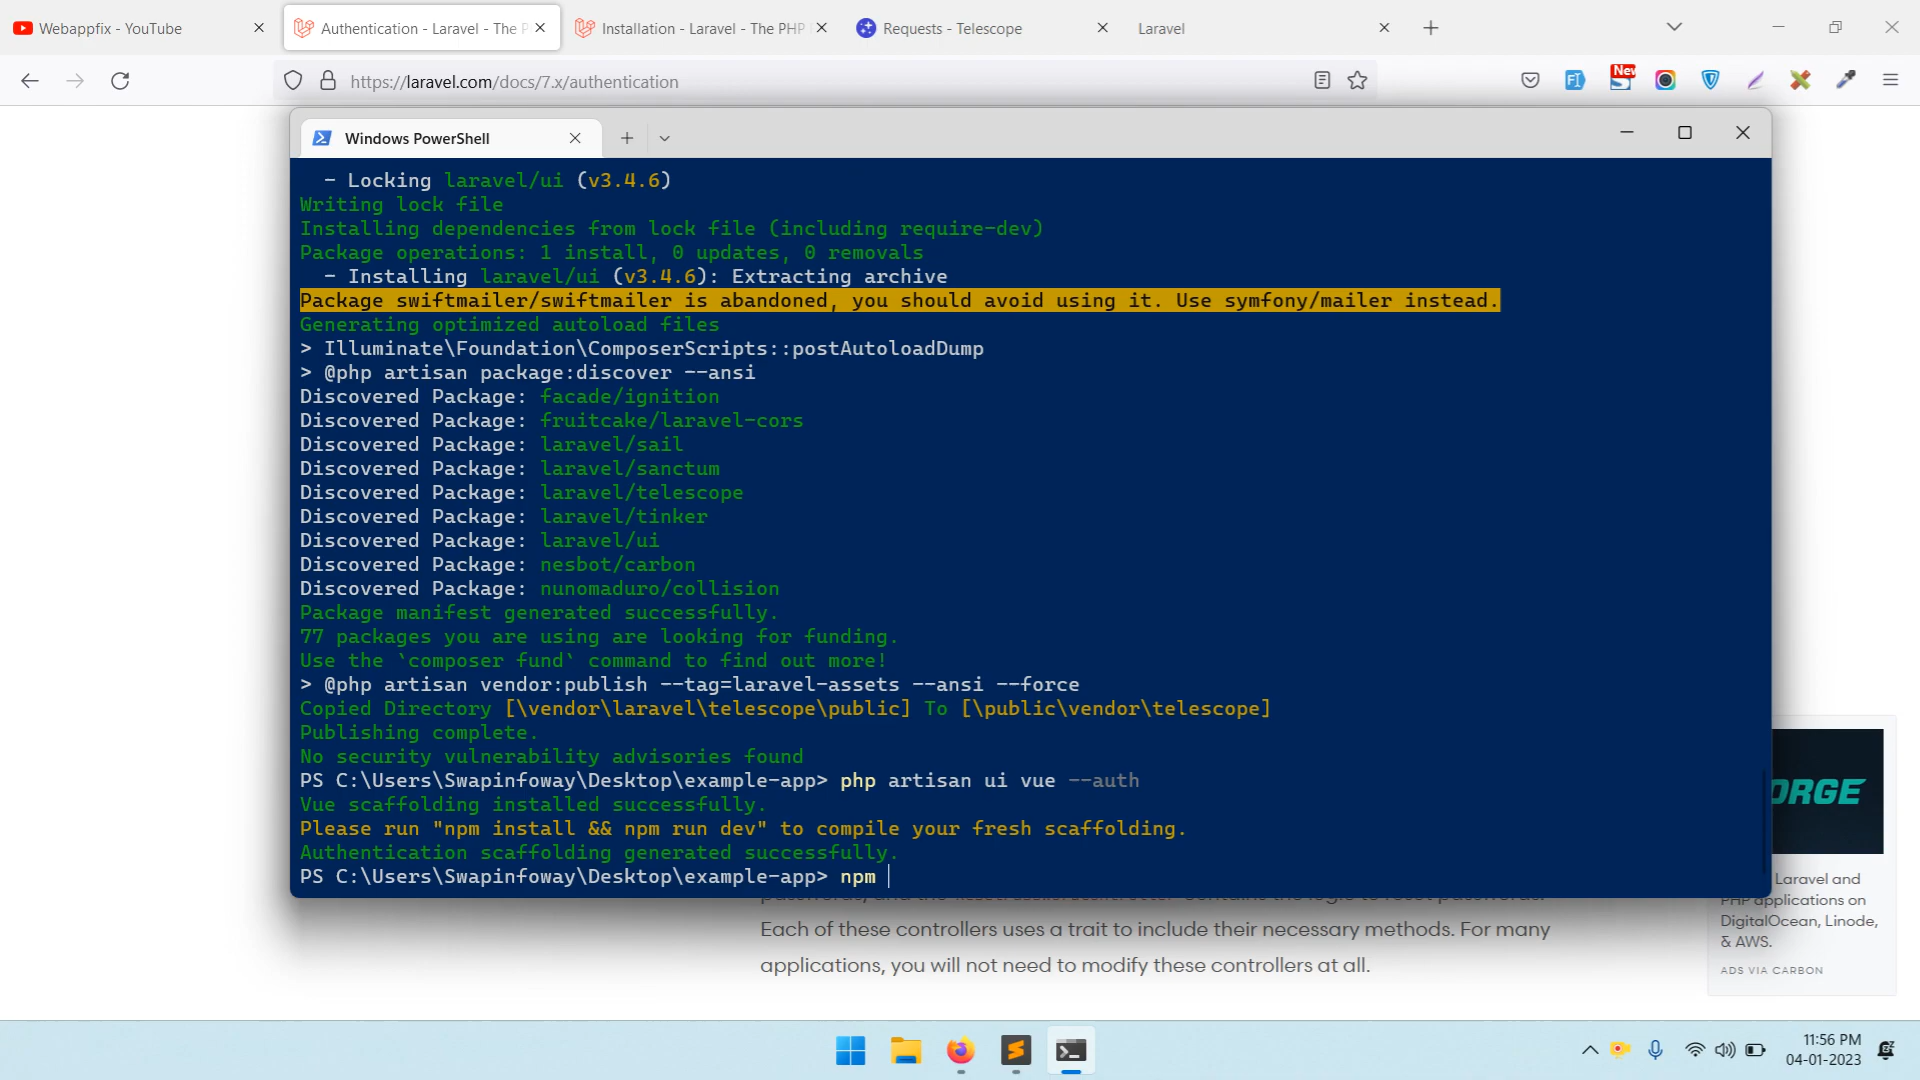 Webappfix - YouTube
Authentication - Laravel - The P
Installation - Laravel - The PHP
Requests - Telescope
Laravel
https://laravel.com/docs/7.x/authentication
New
Windows PowerShell
- Locking laravel/ui (v3.4.6)
Writing lock file
Installing dependencies from lock file (including require-dev)
Package operations: 1 install, 0 updates, 0 removals
- Installing laravel/ui (v3.4.6): Extracting archive
Package swiftmailer/swiftmailer is abandoned, you should avoid using it. Use symfony/mailer instead.
Generating optimized autoload files
> Illuminate\Foundation\ComposerScripts::postAutoloadDump
> @php artisan package:discover --ansi
Discovered Package: facade/ignition
Discovered Package: fruitcake/laravel-cors
Discovered Package: laravel/sail
Discovered Package: laravel/sanctum
Discovered Package: laravel/telescope
Discovered Package: laravel/tinker
Discovered Package: laravel/ui
Discovered Package: nesbot/carbon
Discovered Package: nunomaduro/collision
Package manifest generated successfully.
77 packages you are using are looking for funding.
Use the `composer fund` command to find out more!
> @php artisan vendor:publish --tag=laravel-assets --ansi --force
Copied Directory [\vendor\laravel\telescope\public] To [\public\vendor\telescope]
Publishing complete.
No security vulnerability advisories found
PS C:\Users\Swapinfoway\Desktop\example-app> php artisan ui vue --auth
Vue scaffolding installed successfully.
Please run "npm install && npm run dev" to compile your fresh scaffolding.
Authentication scaffolding generated successfully.
PS C:\Users\Swapinfoway\Desktop\example-app> npm
Each of these controllers uses a trait to include their necessary methods. For many
applications, you will not need to modify these controllers at all.
ORGE
Laravel and
PHP applications on
DigitalOcean, Linode,
& AWS.
ADS VIA CARBON
11:56 PM
04-01-2023